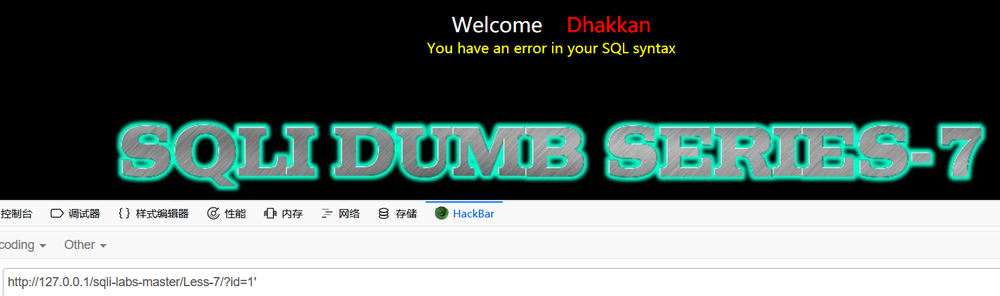 Welcome Dhakkan
You have an error in your SQL syntax
SQLI DUMB SERIES-7
控制台 调试器 {} 样式编辑器 性能 内存 网络 存储 HackBar
coding Other
http://127.0.0.1/sqli-labs-master/Less-7/?id=1'